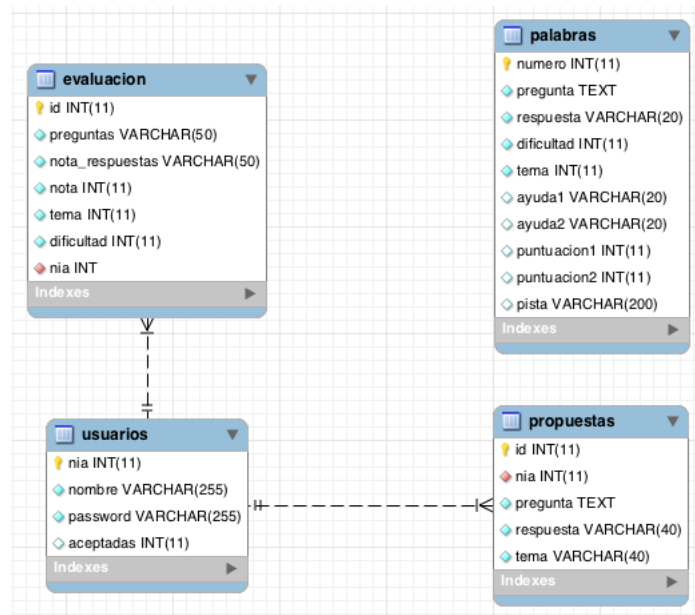 evaluacion
id INT(11)
preguntas VARCHAR(50)
nota_respuestas VARCHAR(50)
nota INT(11)
tema INT(11)
dificultad INT(11)
nia INT
Indexes
palabras
numero INT(11)
pregunta TEXT
respuesta VARCHAR(20)
dificultad INT(11)
tema INT(11)
ayuda1 VARCHAR(20)
ayuda2 VARCHAR(20)
puntuacion1 INT(11)
puntuacion2 INT(11)
pista VARCHAR(200)
Indexes
usuarios
nia INT(11)
nombre VARCHAR(255)
password VARCHAR(255)
aceptadas INT(11)
Indexes
propuestas
id INT(11)
nia INT(11)
pregunta TEXT
respuesta VARCHAR(40)
tema VARCHAR(40)
Indexes